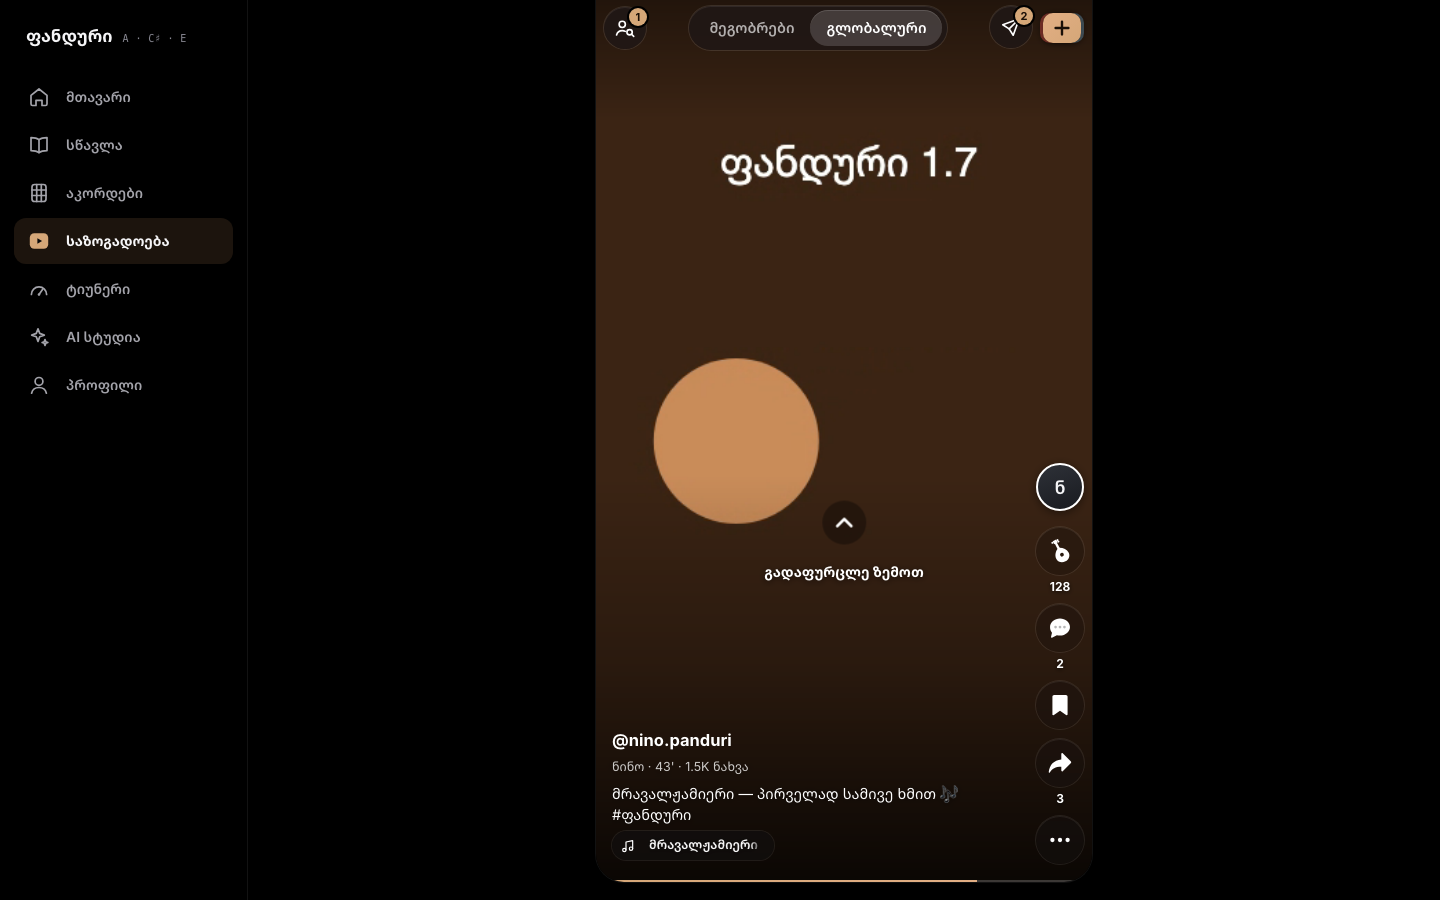 ფანდური A · C♯ · E
მთავარი
სწავლა
აკორდები
საზოგადოება
ტიუნერი
AI სტუდია
პროფილი
1
მეგობრები გლობალური
2
ფანდური 1.7
ნ
128
გადაფურცლე ზემოთ
2
3
@nino.panduri
ნინო · 43' · 1.5K ნახვა
მრავალჟამიერი — პირველად სამივე ხმით 🎶
#ფანდური
მრავალჟამიერი